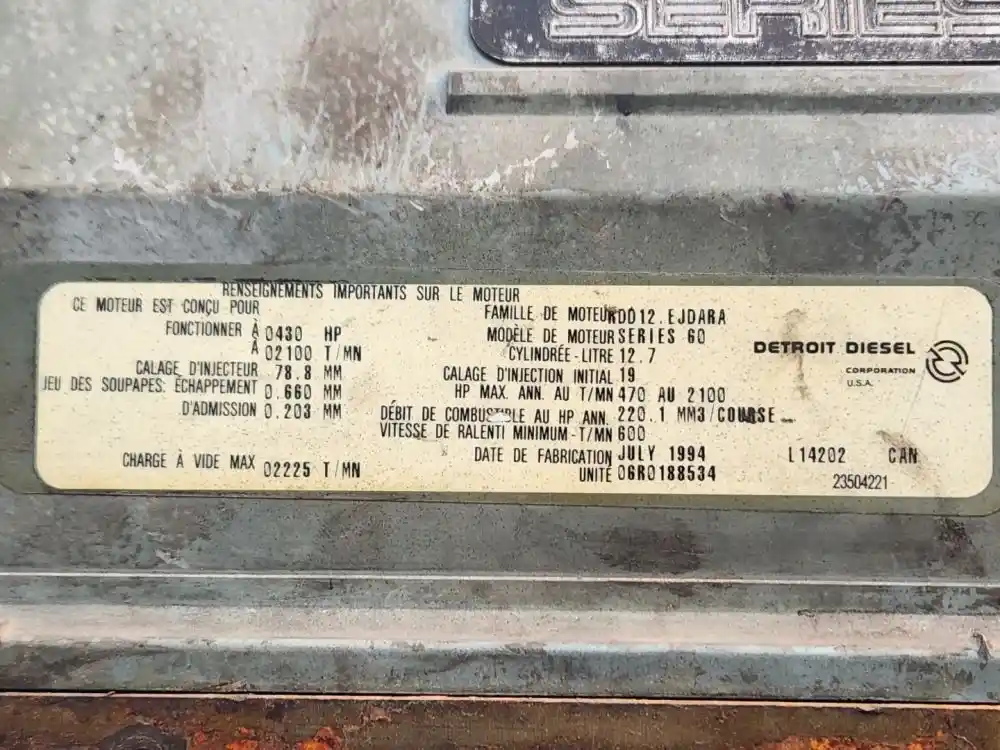 SERIES
RENSEIGNEMENTS IMPORTANTS SUR LE MOTEUR
CE MOTEUR EST CONÇU POUR
FONCTIONNER À 0430 HP
À 02100 T/MN
CALAGE D'INJECTEUR 78.8 MM
JEU DES SOUPAPES: ÉCHAPPEMENT 0.660 MM
D'ADMISSION 0.203 MM
CHARGE À VIDE MAX 02225 T/MN
FAMILLE DE MOTEUR RDD12.EJDARA
MODÈLE DE MOTEUR SERIES 60
CYLINDRÉE-LITRE 12.7
CALAGE D'INJECTION INITIAL 19
HP MAX. ANN. AU T/MN 470 AU 2100
DÉBIT DE COMBUSTIBLE AU HP ANN. 220.1 MM3/COURSE
VITESSE DE RALENTI MINIMUM-T/MN 600
DATE DE FABRICATION JULY 1994
UNITÉ 06R0188534
DETROIT DIESEL
CORPORATION
U.S.A.
L14202 CAN
23504221